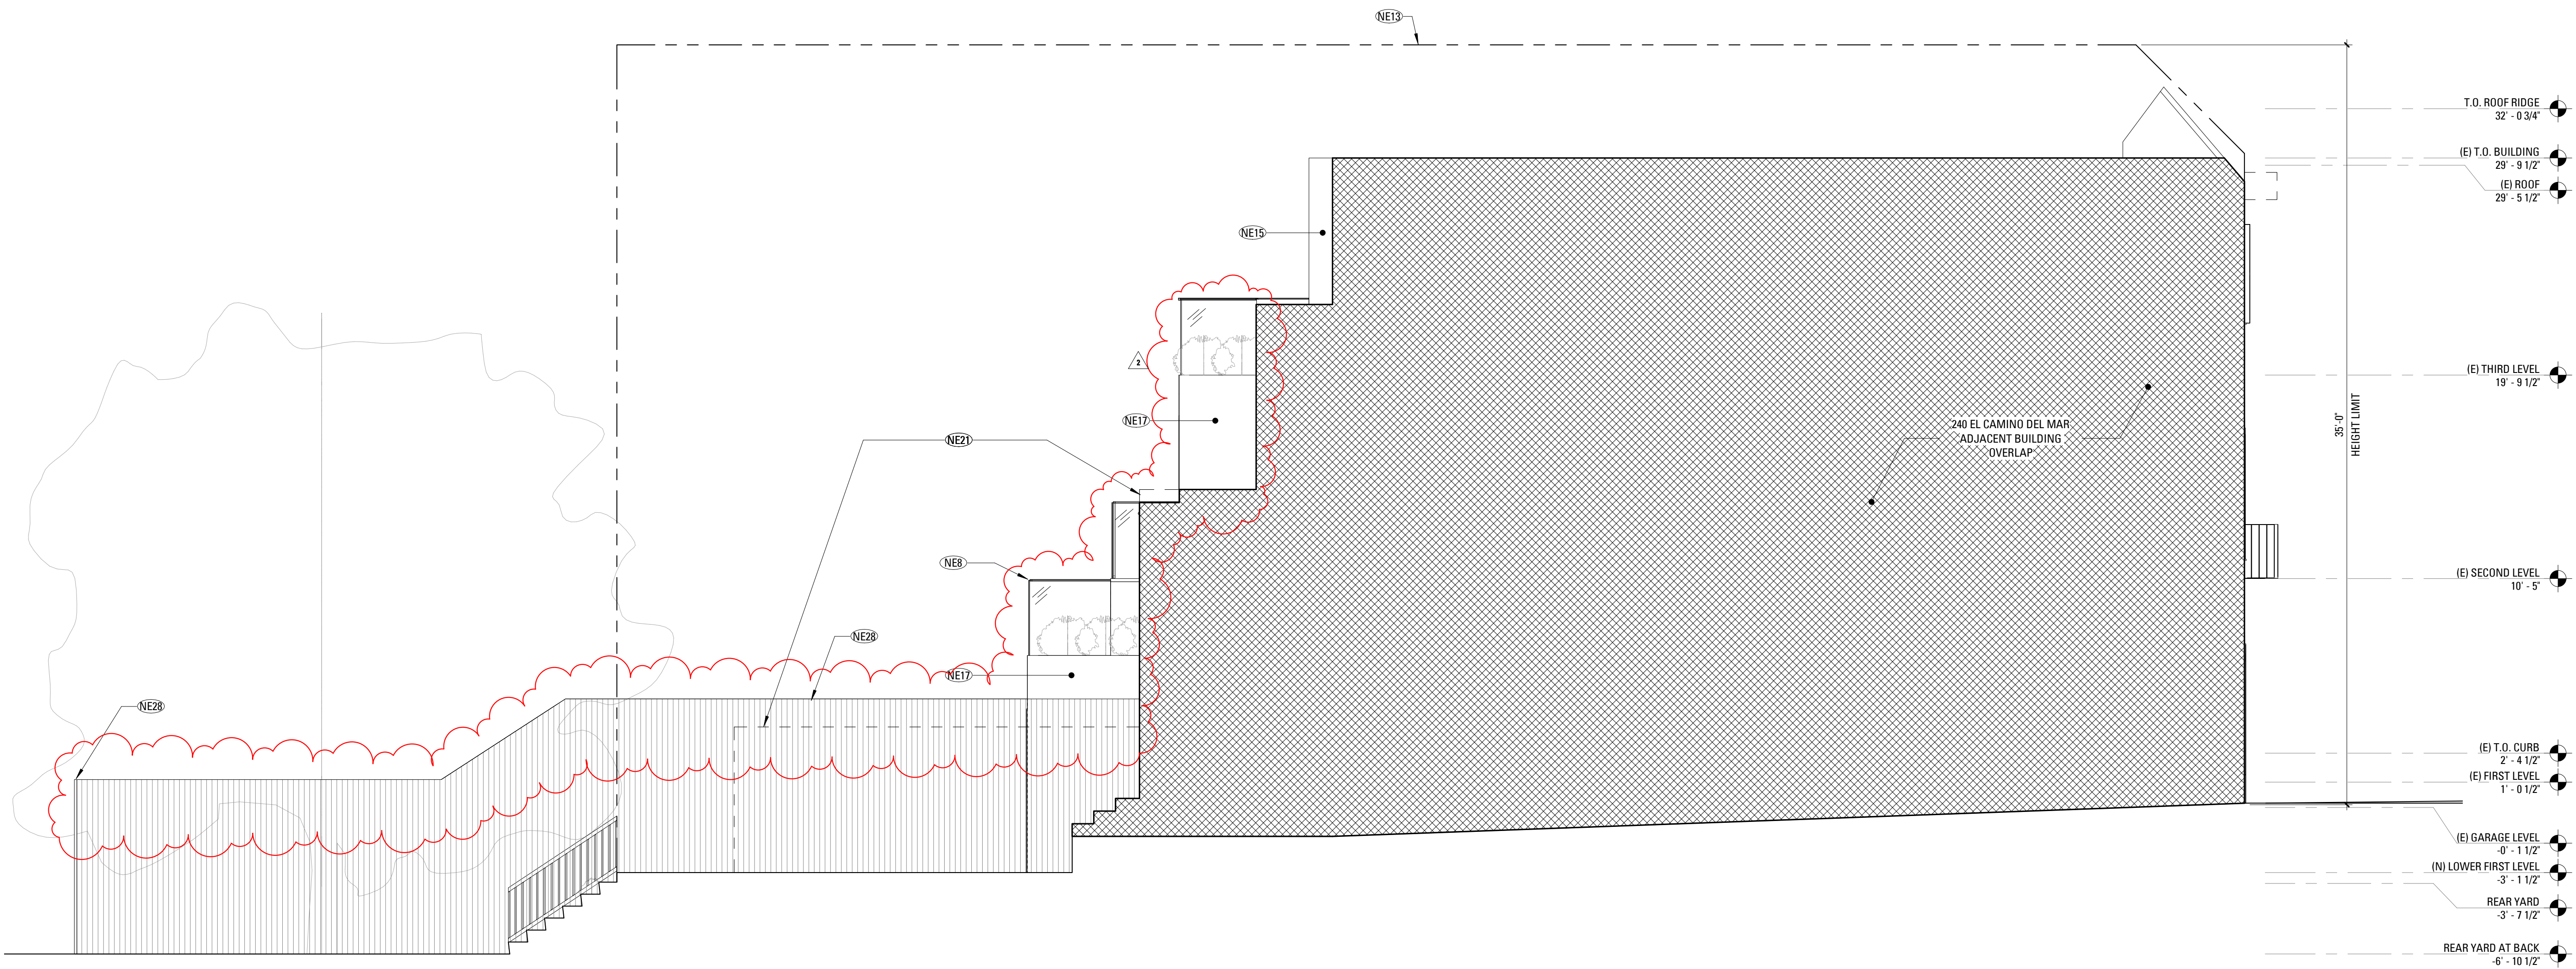 NE13
T.O. ROOF RIDGE
32' - 0 3/4"
(E) T.O. BUILDING
29' - 9 1/2"
(E) ROOF
29' - 5 1/2"
NE15
2
(E) THIRD LEVEL
19' - 9 1/2"
NE17
35'-0"
HEIGHT LIMIT
240 EL CAMINO DEL MAR
ADJACENT BUILDING
OVERLAP
NE21
NE8
(E) SECOND LEVEL
10' - 5"
NE28
NE17
NE28
(E) T.O. CURB
2' - 4 1/2"
(E) FIRST LEVEL
1' - 0 1/2"
(E) GARAGE LEVEL
-0' - 1 1/2"
(N) LOWER FIRST LEVEL
-3' - 1 1/2"
REAR YARD
-3' - 7 1/2"
REAR YARD AT BACK
-6' - 10 1/2"